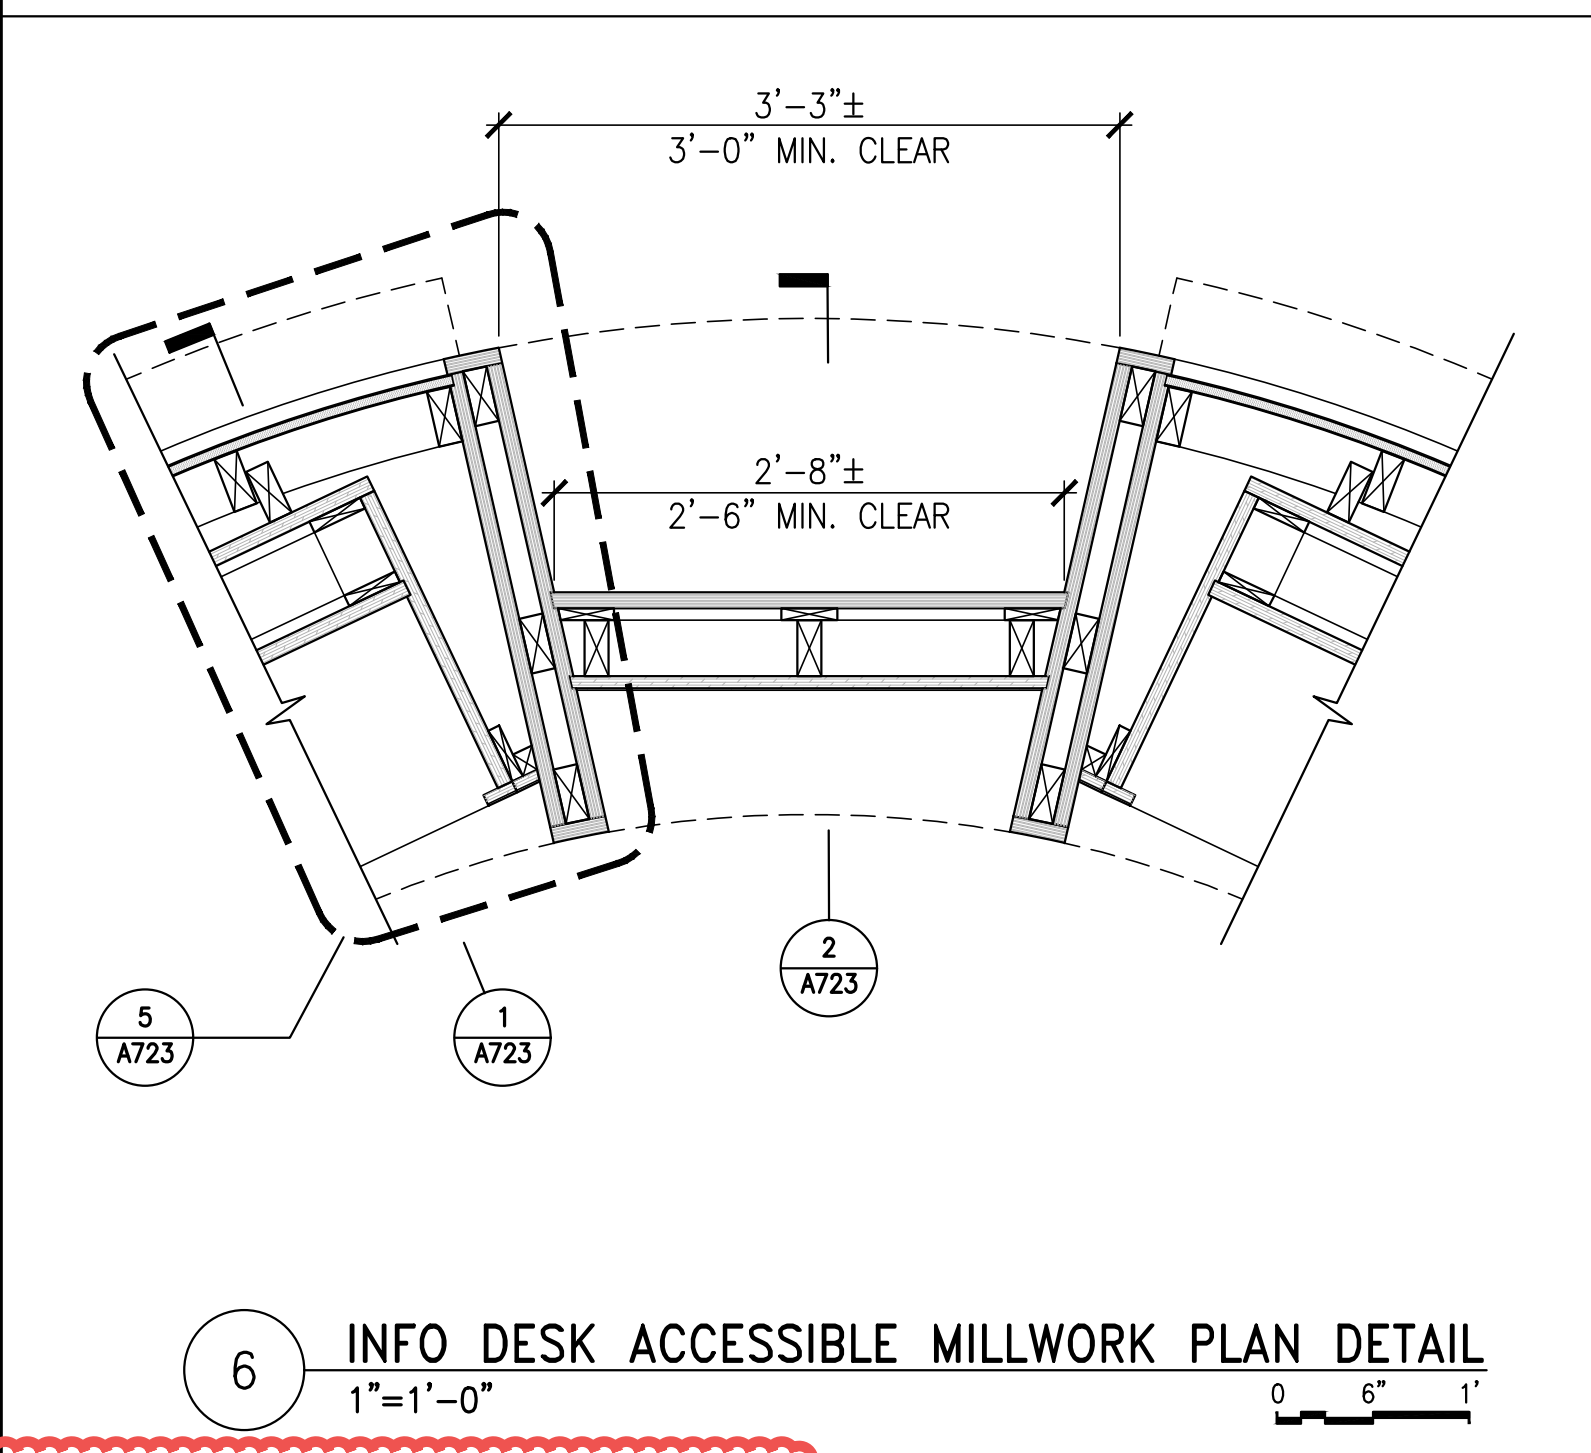 3'-3"±
3'-0" MIN. CLEAR
2'-8"±
2'-6" MIN. CLEAR
2
A723
5
A723
1
A723
6
INFO DESK ACCESSIBLE MILLWORK PLAN DETAIL
1"=1'-0"
0 6" 1'